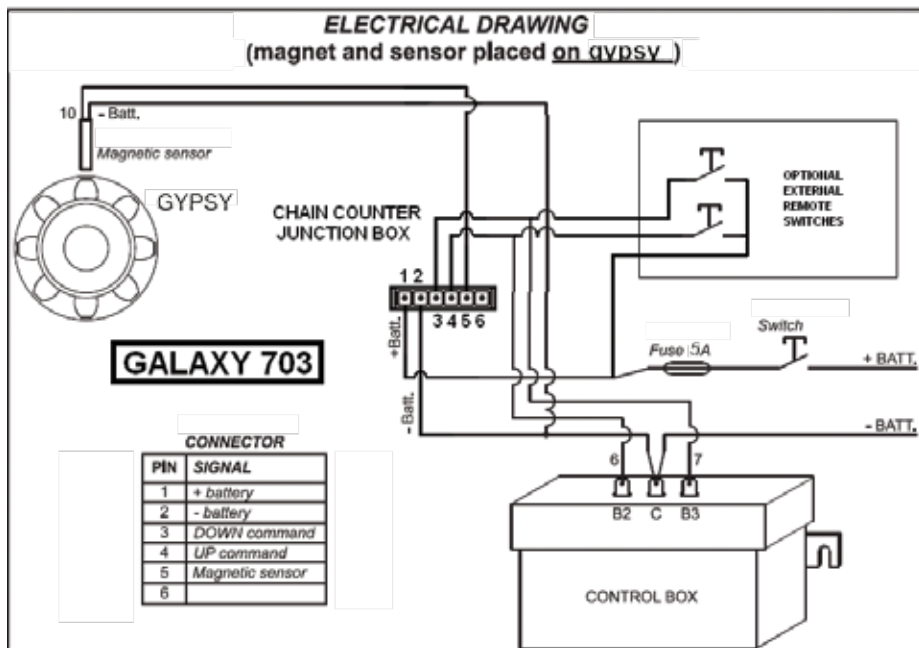 ELECTRICAL DRAWING
(magnet and sensor placed on gypsy )
10
- Batt.
Magnetic sensor
GYPSY
CHAIN COUNTER
JUNCTION BOX
OPTIONAL
EXTERNAL
REMOTE
SWITCHES
1 2
3 4 5 6
+Batt.
- Batt.
GALAXY 703
Fuse 5A
Switch
+ BATT.
- BATT.
CONNECTOR
PIN SIGNAL
1 + battery
2 - battery
3 DOWN command
4 UP command
5 Magnetic sensor
6
6
7
B2 C B3
CONTROL BOX